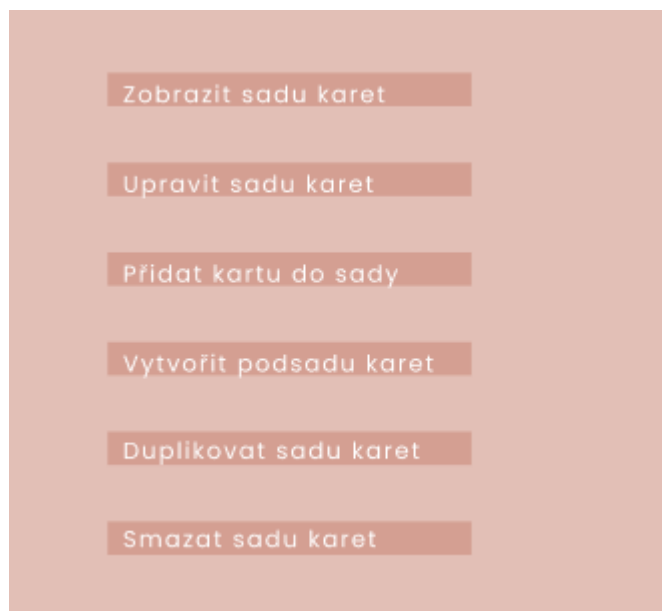 Zobrazit sadu karet
Upravit sadu karet
Přidat kartu do sady
Vytvořit podsadu karet
Duplikovat sadu karet
Smazat sadu karet